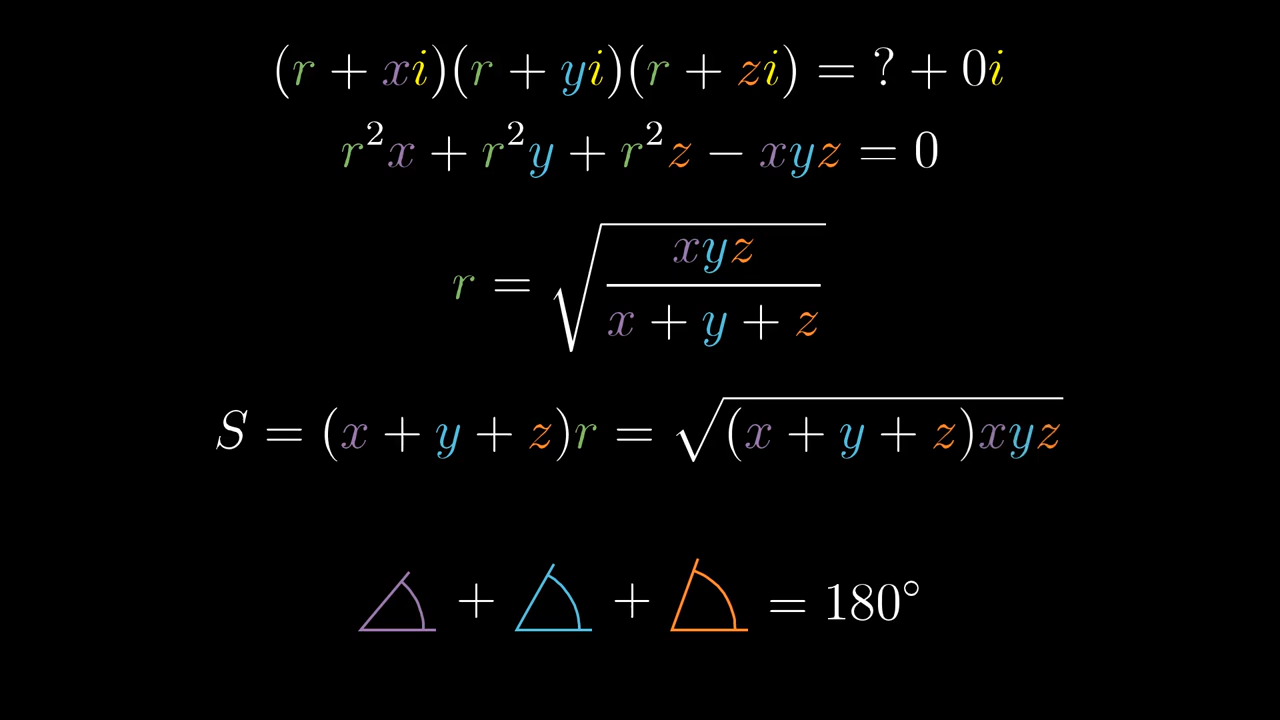 (r + xi)(r + yi)(r + zi) = ? + 0i
r²x + r²y + r²z − xyz = 0
r = √(xyz / (x + y + z))
S = (x + y + z)r = √((x + y + z)xyz)
+ + = 180°